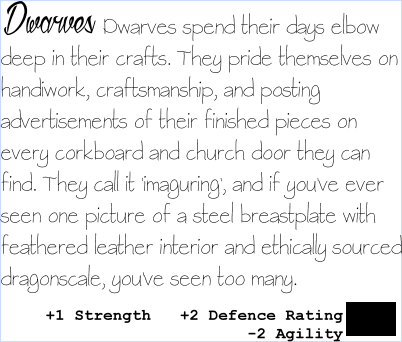 Dwarves Dwarves spend their days elbow
deep in their crafts. They pride themselves on
handiwork, craftsmanship, and posting
advertisements of their finished pieces on
every corkboard and church door they can
find. They call it 'imaguring', and if you've ever
seen one picture of a steel breastplate with
feathered leather interior and ethically sourced
dragonscale, you've seen too many.
+1 Strength +2 Defence Rating
-2 Agility